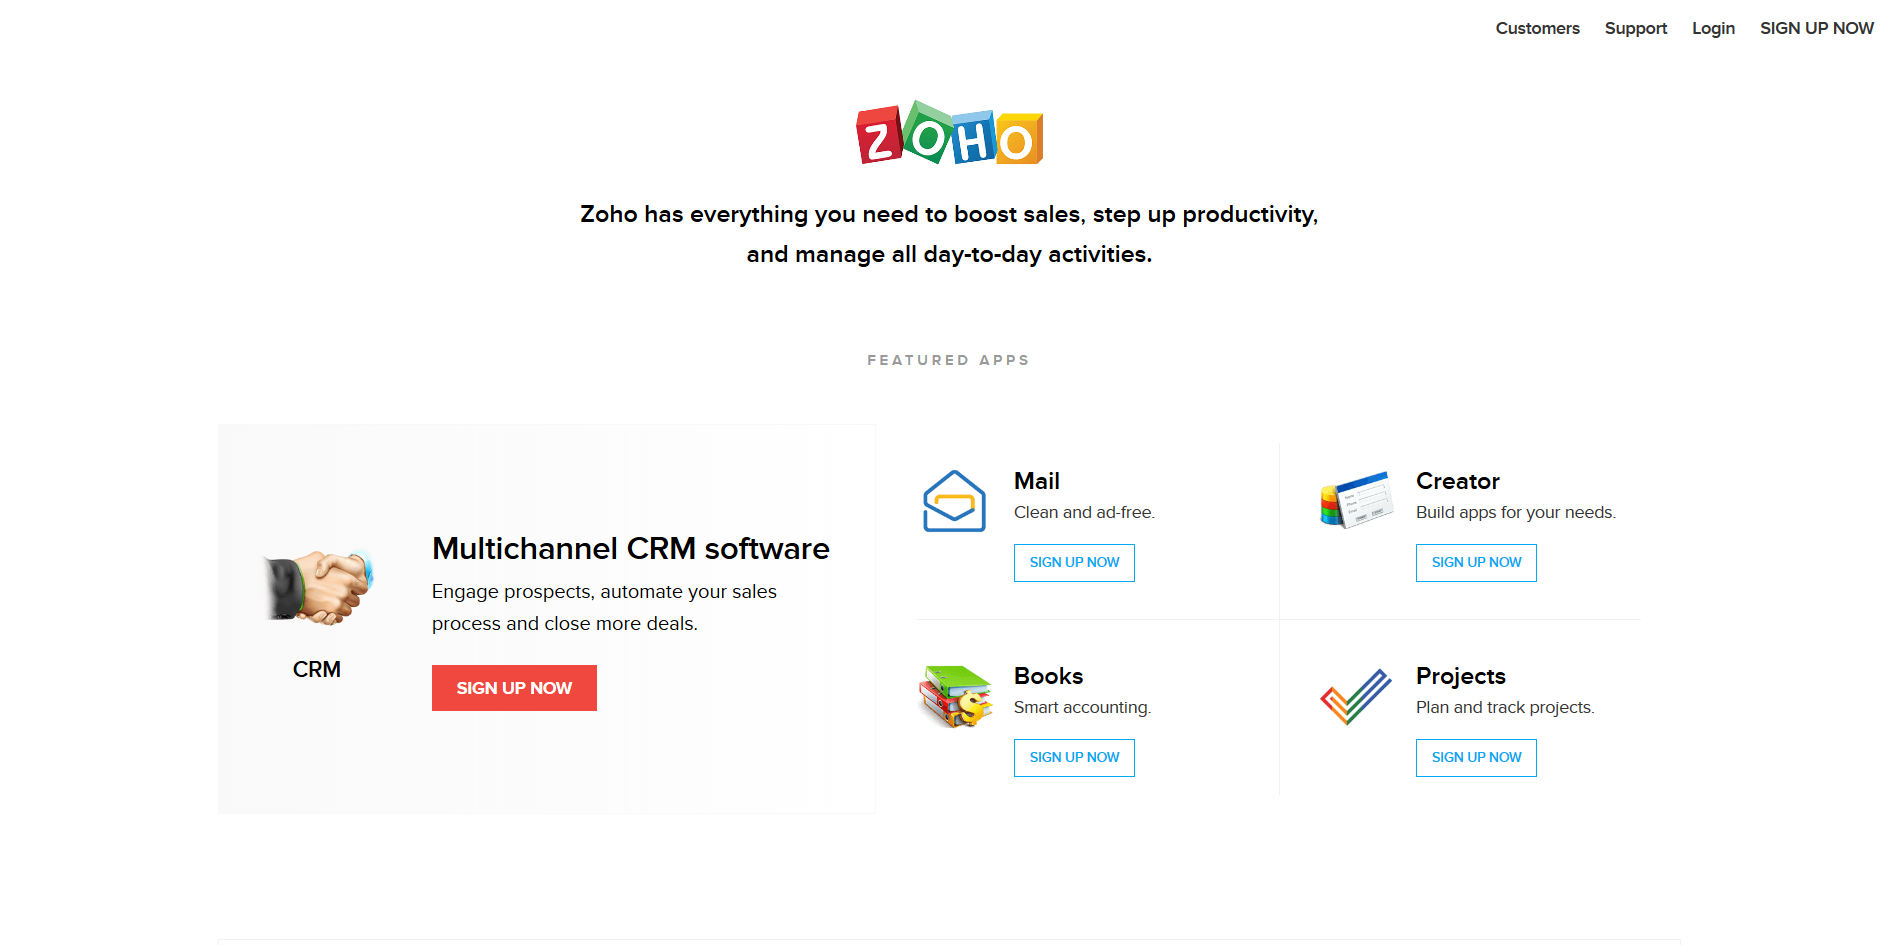 Customers Support Login SIGN UP NOW
ZOHO
Zoho has everything you need to boost sales, step up productivity,
and manage all day-to-day activities.
FEATURED APPS
CRM
Multichannel CRM software
Engage prospects, automate your sales
process and close more deals.
SIGN UP NOW
Mail
Clean and ad-free.
SIGN UP NOW
Creator
Build apps for your needs.
SIGN UP NOW
Books
Smart accounting.
SIGN UP NOW
Projects
Plan and track projects.
SIGN UP NOW